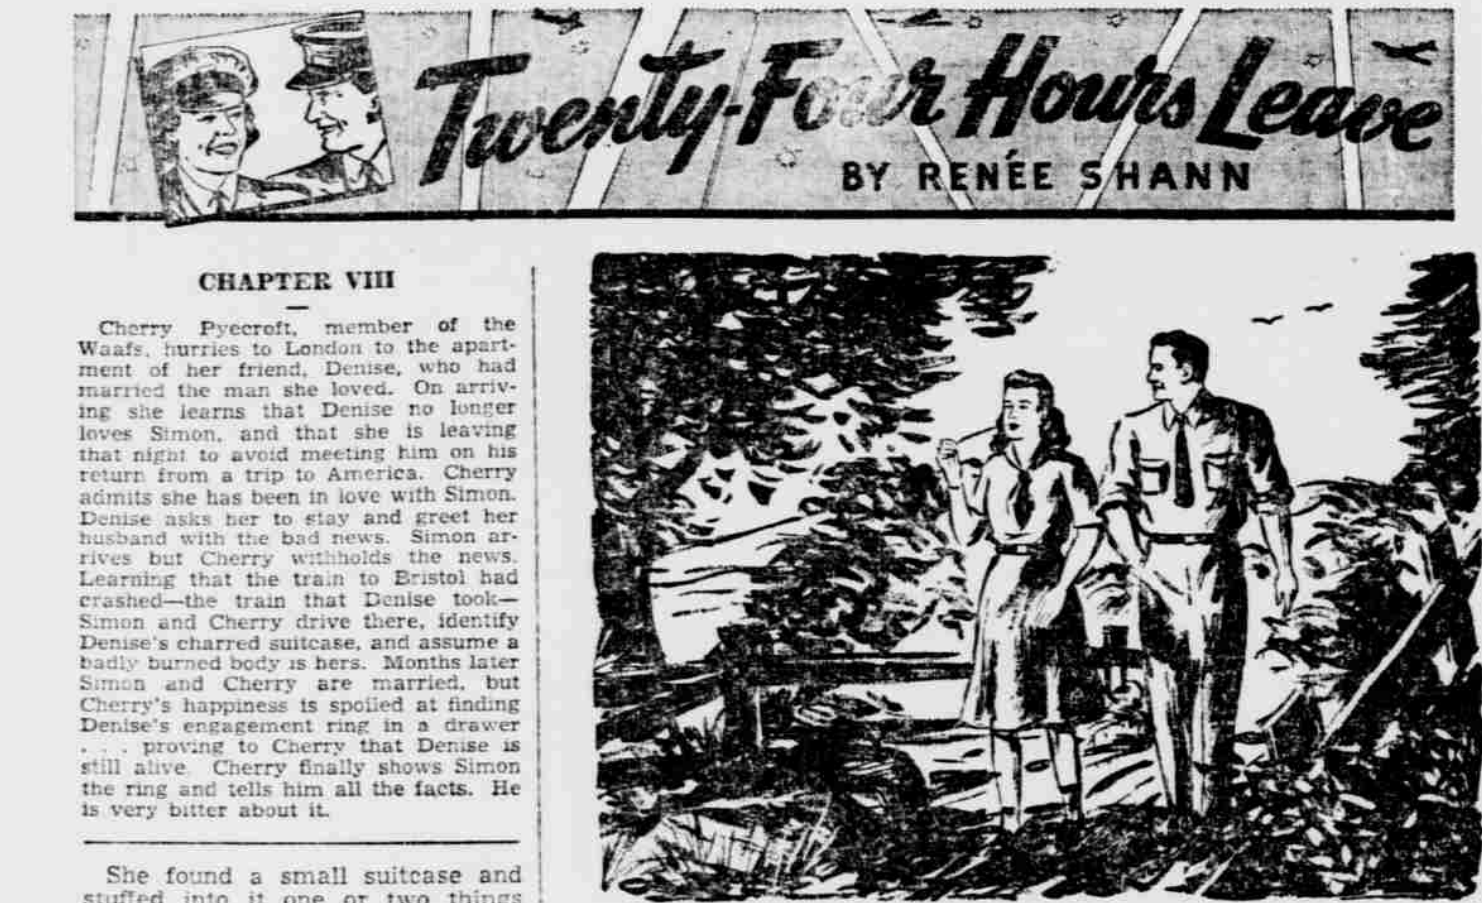 Twenty-Four Hours Leave
BY RENÉE SHANN
CHAPTER VIII
Cherry Pyecroft, member of the
Waafs, hurries to London to the apart-
ment of her friend, Denise, who had
married the man she loved. On arriv-
ing she learns that Denise no longer
loves Simon, and that she is leaving
that night to avoid meeting him on his
return from a trip to America. Cherry
admits she has been in love with Simon.
Denise asks her to stay and greet her
husband with the bad news. Simon ar-
rives but Cherry withholds the news.
Learning that the train to Bristol had
crashed—the train that Denise took—
Simon and Cherry drive there, identify
Denise's charred suitcase, and assume a
badly burned body is hers. Months later
Simon and Cherry are married, but
Cherry's happiness is spoiled at finding
Denise's engagement ring in a drawer
. . . proving to Cherry that Denise is
still alive. Cherry finally shows Simon
the ring and tells him all the facts. He
is very bitter about it.
She found a small suitcase and
stuffed into it one or two things